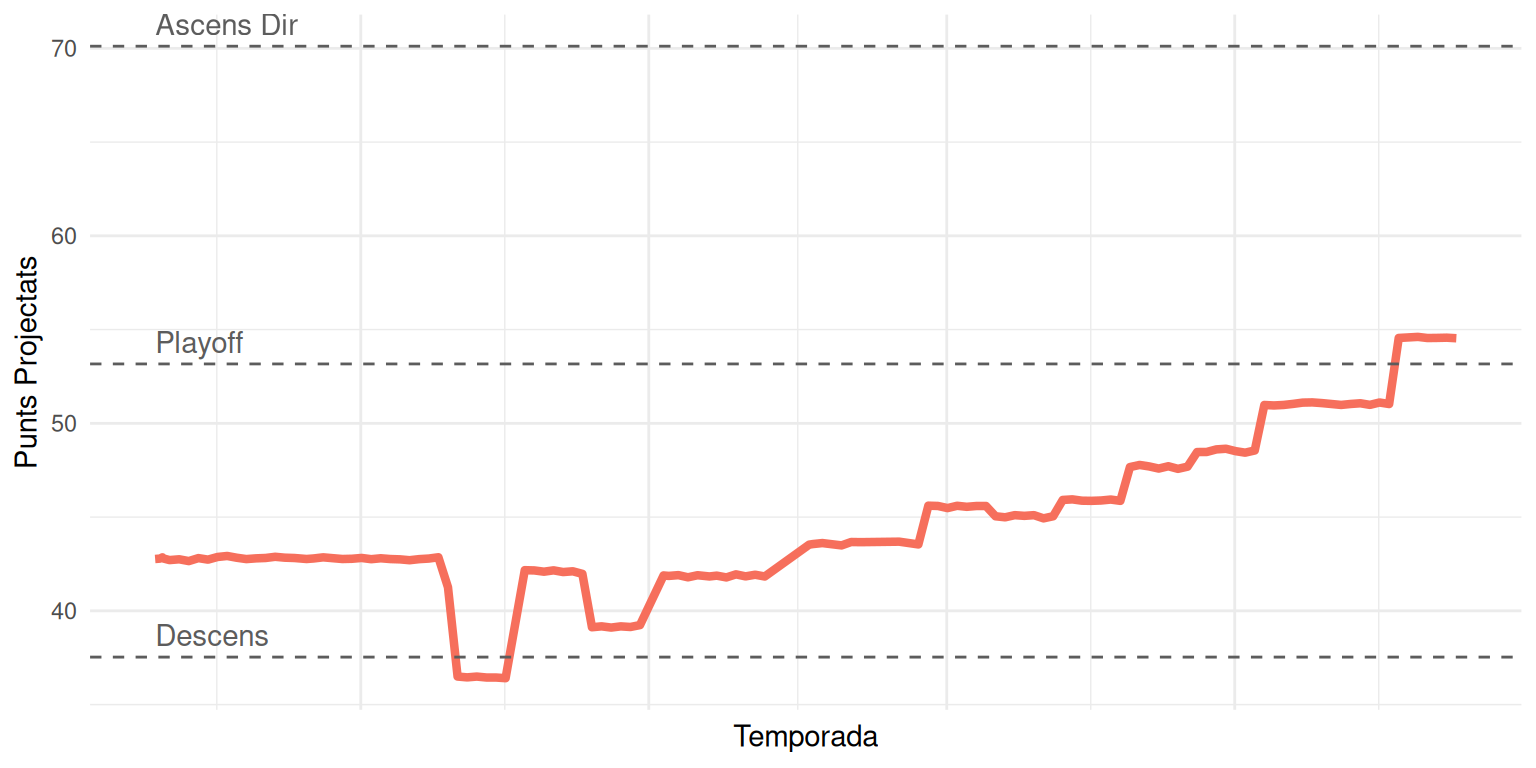 Ascens Dir
70
60
Playoff
50
40
Descens
Punts Projectats
Temporada